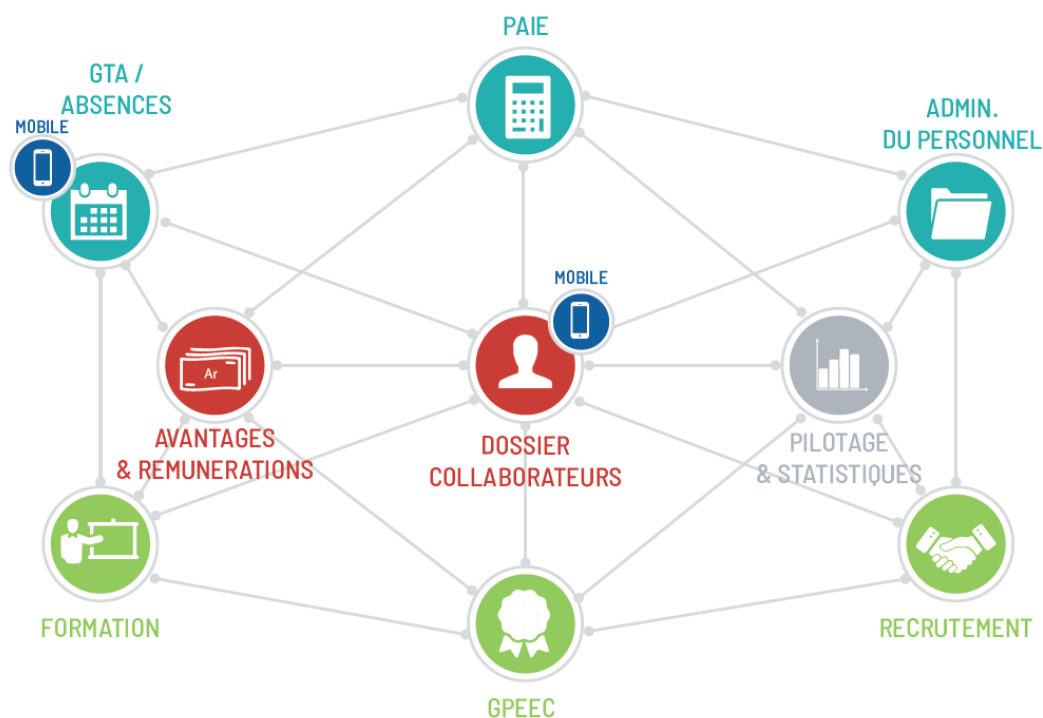 PAIE
GTA /
ABSENCES
MOBILE
ADMIN.
DU PERSONNEL
MOBILE
Ar
AVANTAGES
& REMUNERATIONS
DOSSIER
COLLABORATEURS
PILOTAGE
& STATISTIQUES
FORMATION
RECRUTEMENT
GPEEC